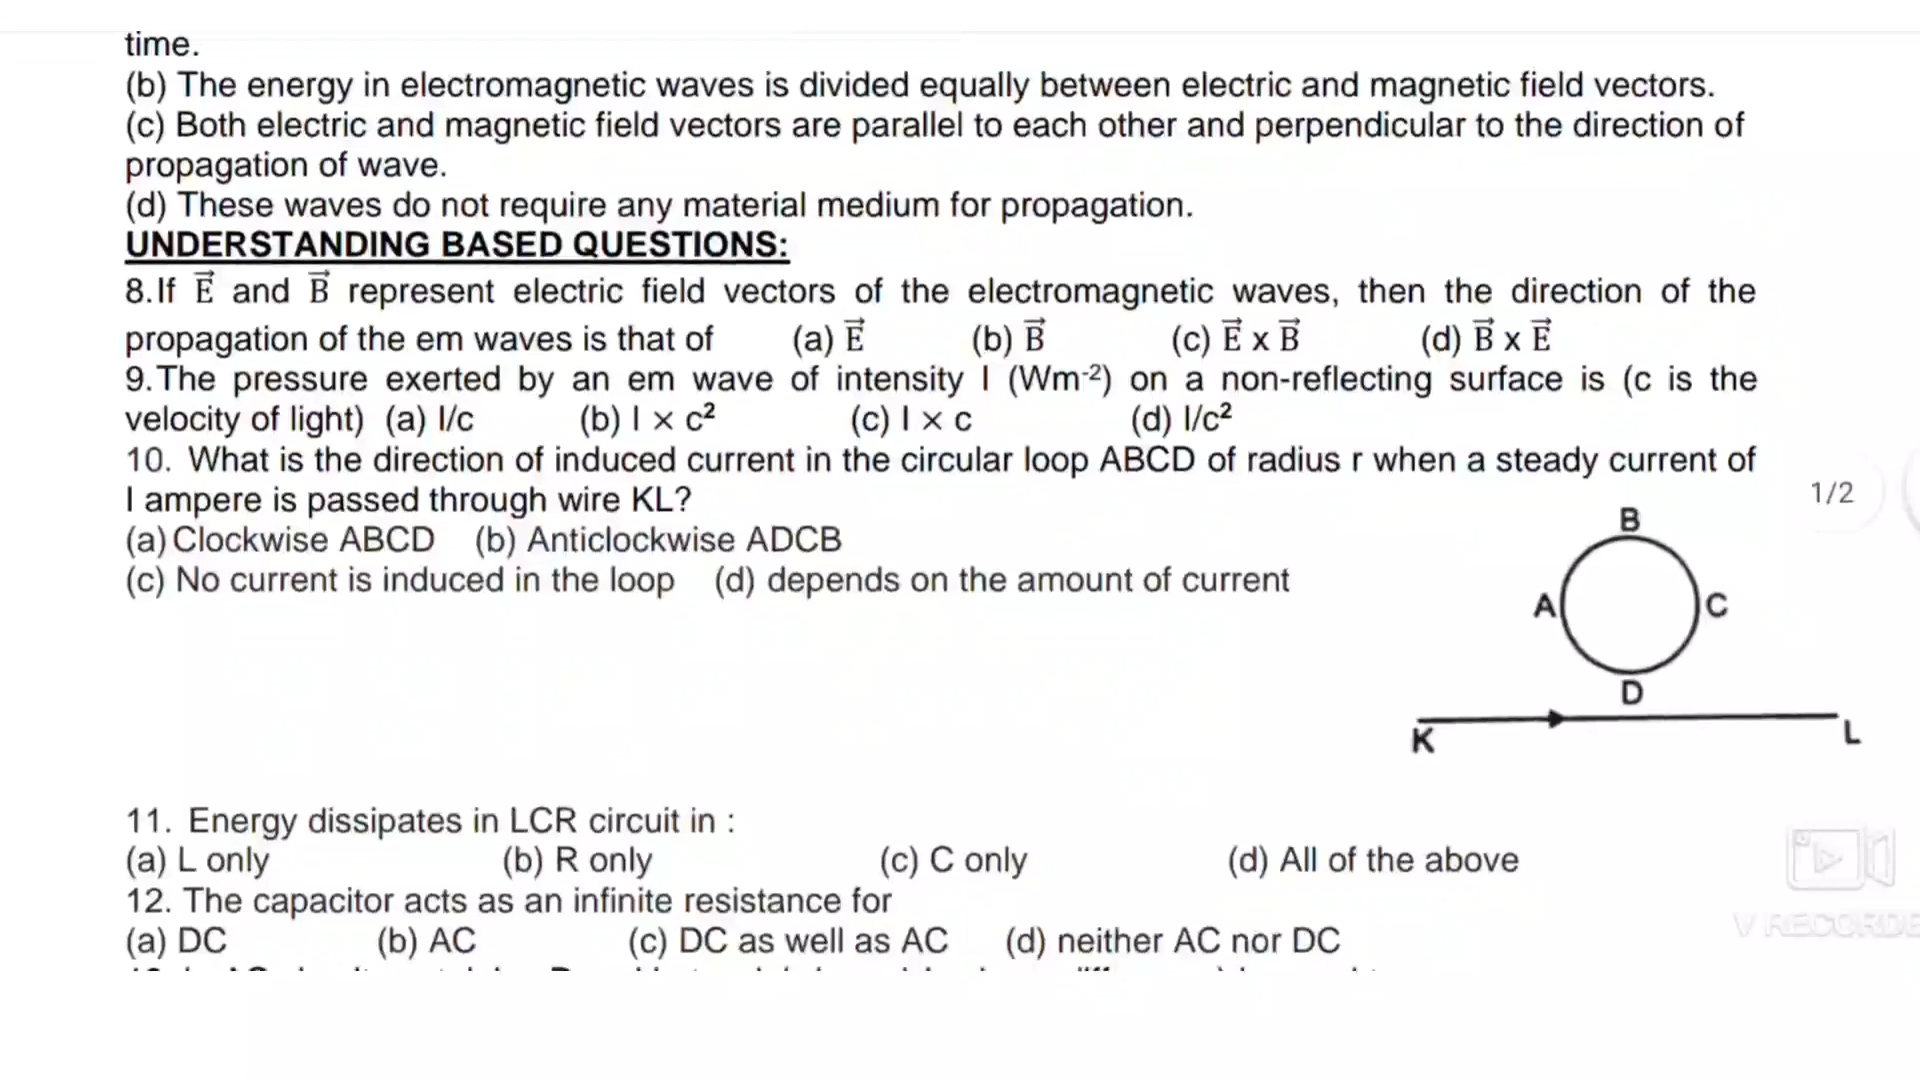 time.
(b) The energy in electromagnetic waves is divided equally between electric and magnetic field vectors.
(c) Both electric and magnetic field vectors are parallel to each other and perpendicular to the direction of
propagation of wave.
(d) These waves do not require any material medium for propagation.
UNDERSTANDING BASED QUESTIONS:
8.If E⃗ and B⃗ represent electric field vectors of the electromagnetic waves, then the direction of the
propagation of the em waves is that of (a) E⃗ (b) B⃗ (c) E⃗ x B⃗ (d) B⃗ x E⃗
9.The pressure exerted by an em wave of intensity I (Wm⁻²) on a non-reflecting surface is (c is the
velocity of light) (a) I/c (b) I × c² (c) I × c (d) I/c²
10. What is the direction of induced current in the circular loop ABCD of radius r when a steady current of
I ampere is passed through wire KL?
1/2
(a) Clockwise ABCD (b) Anticlockwise ADCB
(c) No current is induced in the loop (d) depends on the amount of current
B
A
C
D
K
L
11. Energy dissipates in LCR circuit in :
(a) L only (b) R only (c) C only (d) All of the above
12. The capacitor acts as an infinite resistance for
V RECORDE
(a) DC (b) AC (c) DC as well as AC (d) neither AC nor DC